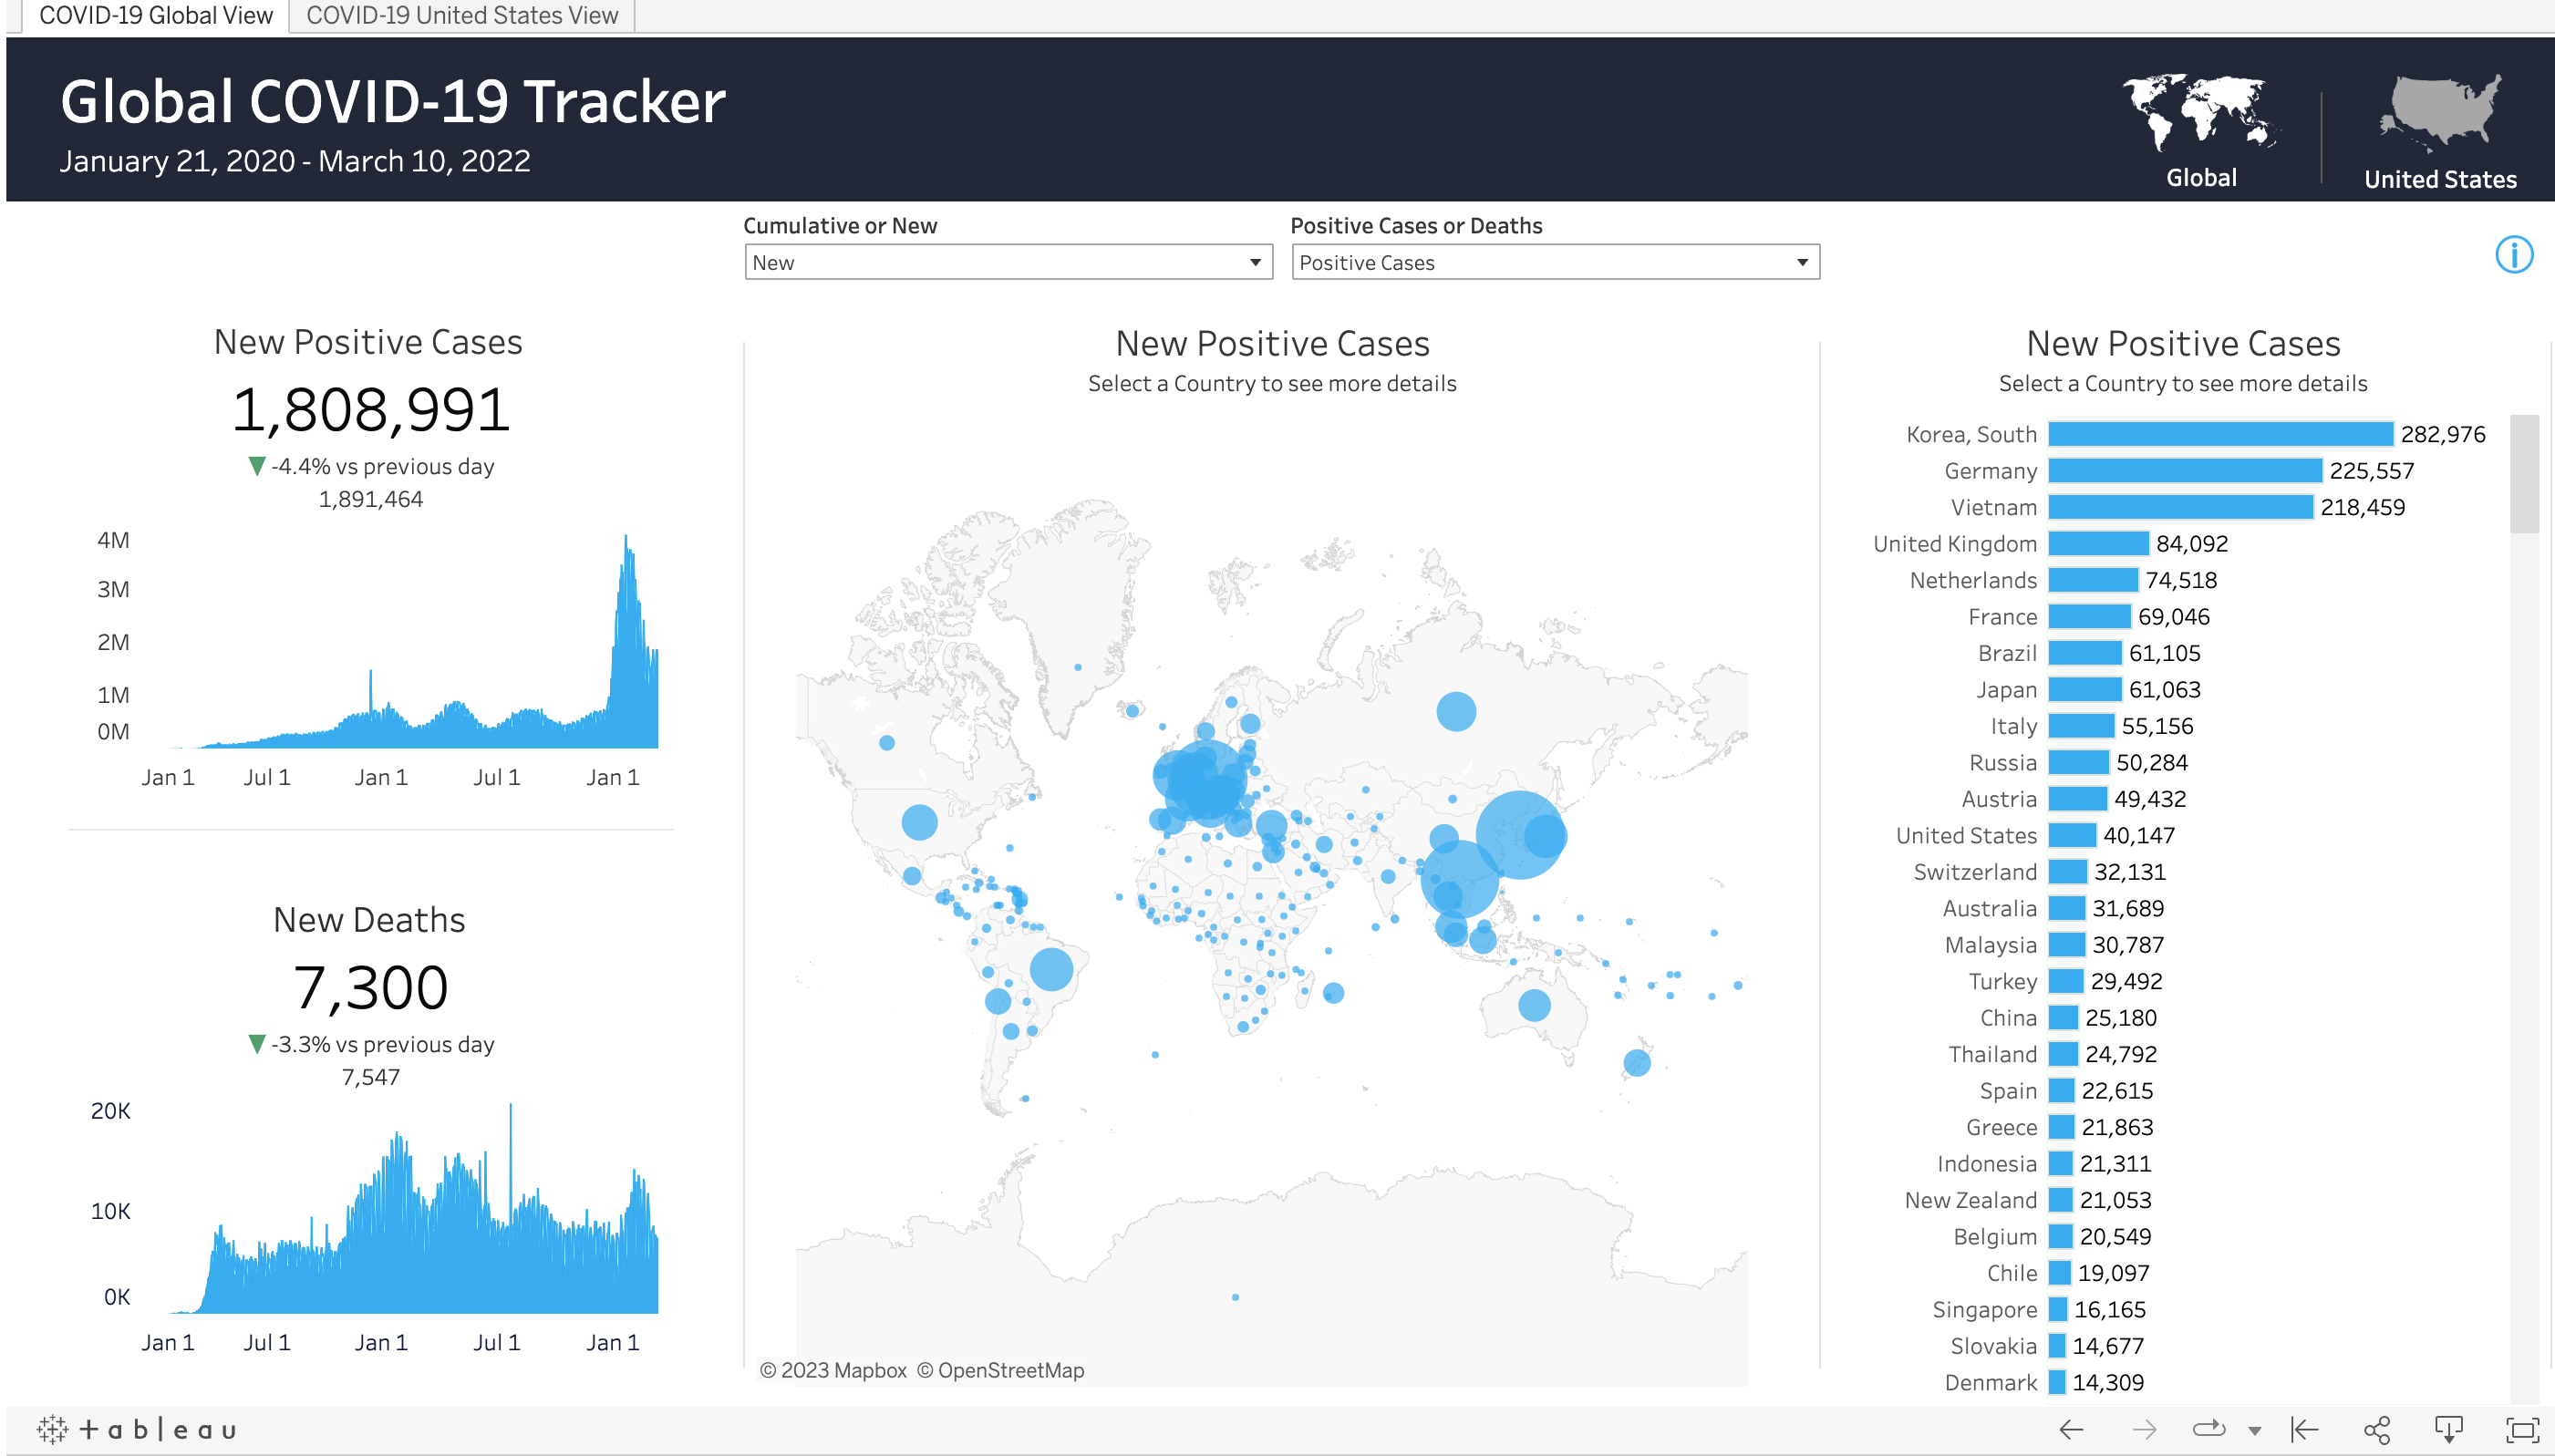 COVID-19 Global View
COVID-19 United States View
Global COVID-19 Tracker
January 21, 2020 - March 10, 2022
Global
United States
Cumulative or New
New
Positive Cases or Deaths
Positive Cases
New Positive Cases
1,808,991
-4.4% vs previous day
1,891,464
4M
3M
2M
1M
0M
Jan 1
Jul 1
Jan 1
Jul 1
Jan 1
New Deaths
7,300
-3.3% vs previous day
7,547
20K
10K
0K
Jan 1
Jul 1
Jan 1
Jul 1
Jan 1
New Positive Cases
Select a Country to see more details
© 2023 Mapbox © OpenStreetMap
New Positive Cases
Select a Country to see more details
Korea, South 282,976
Germany 225,557
Vietnam 218,459
United Kingdom 84,092
Netherlands 74,518
France 69,046
Brazil 61,105
Japan 61,063
Italy 55,156
Russia 50,284
Austria 49,432
United States 40,147
Switzerland 32,131
Australia 31,689
Malaysia 30,787
Turkey 29,492
China 25,180
Thailand 24,792
Spain 22,615
Greece 21,863
Indonesia 21,311
New Zealand 21,053
Belgium 20,549
Chile 19,097
Singapore 16,165
Slovakia 14,677
Denmark 14,309
+ableau